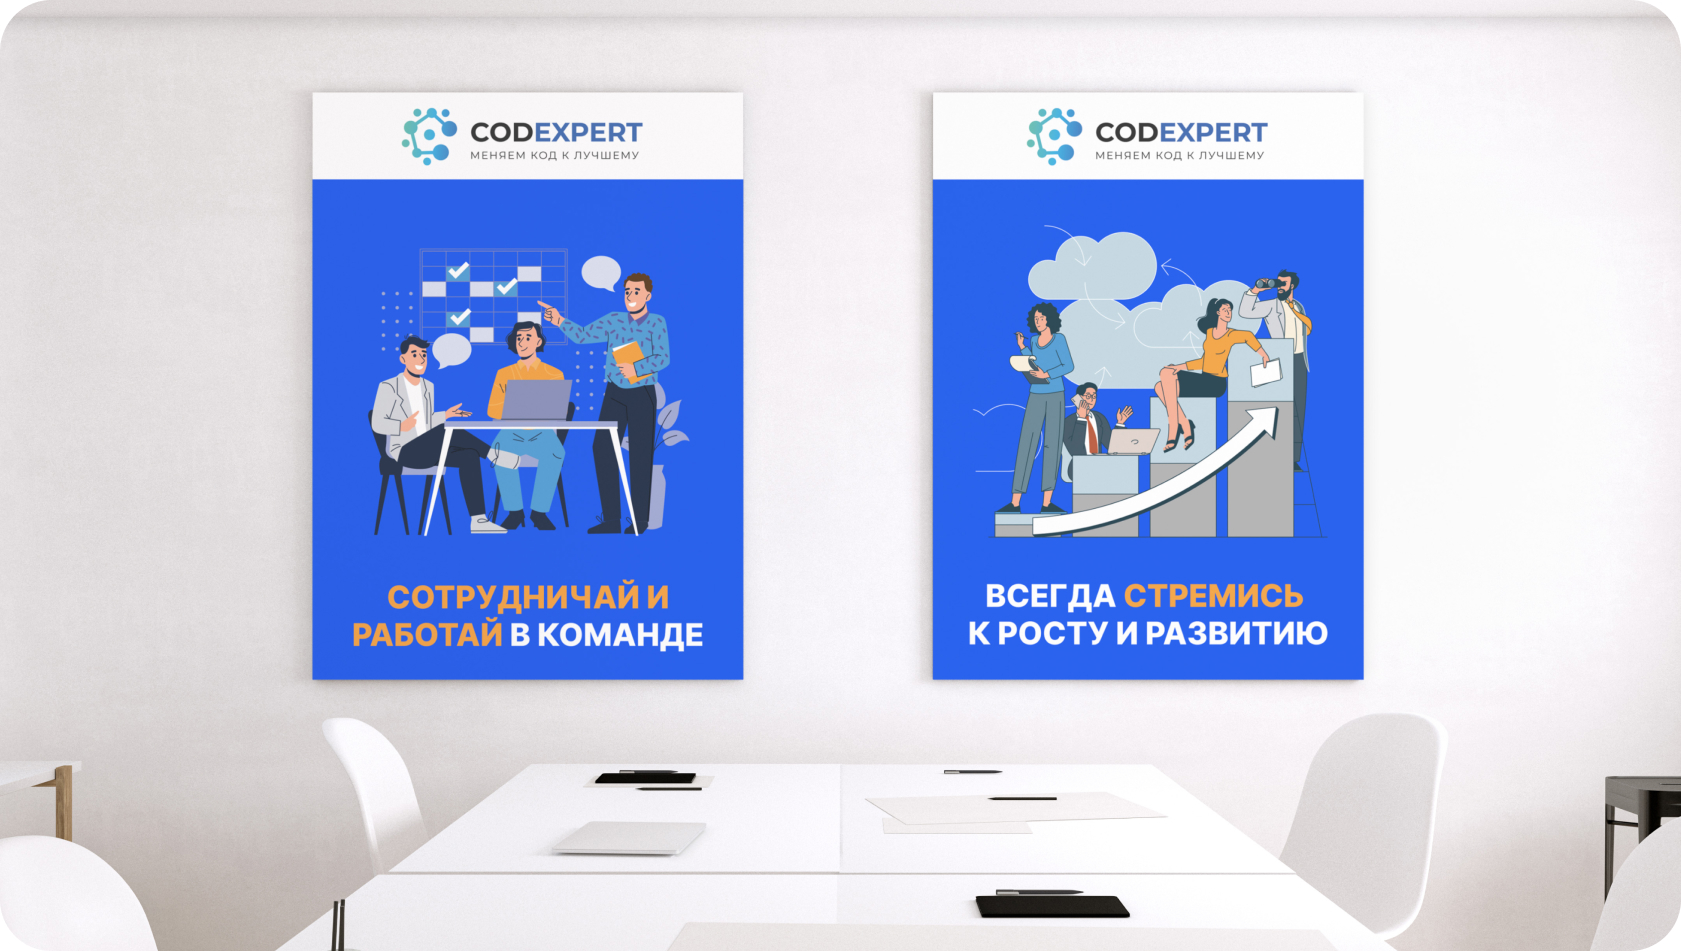 CODEXPERT
МЕНЯЕМ КОД К ЛУЧШЕМУ
СОТРУДНИЧАЙ И
РАБОТАЙ В КОМАНДЕ
CODEXPERT
МЕНЯЕМ КОД К ЛУЧШЕМУ
ВСЕГДА СТРЕМИСЬ
К РОСТУ И РАЗВИТИЮ